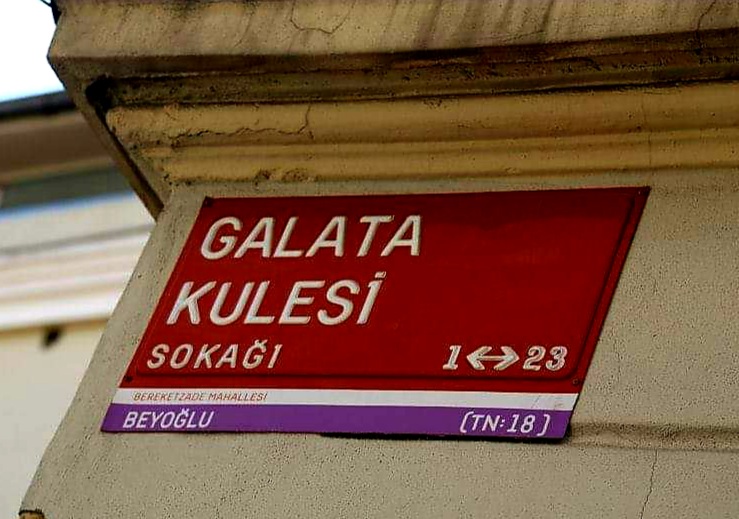 GALATA
KULESİ
SOKAĞI 1↔23
BEREKETZADE MAHALLESİ
BEYOĞLU (TN:18)